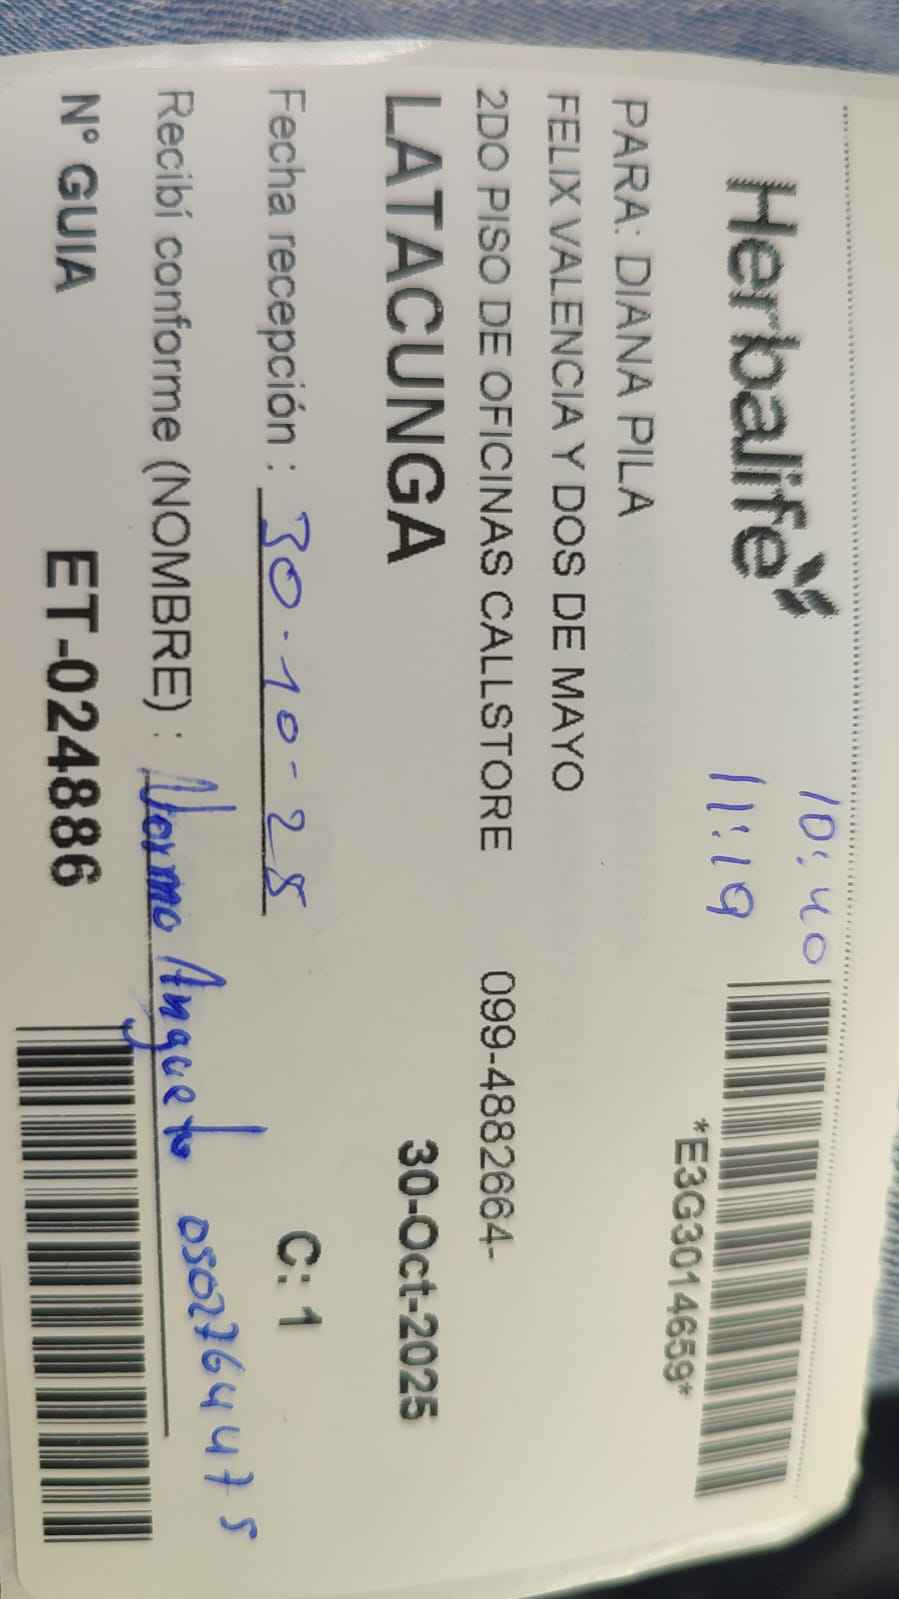 10:40
Herbalife
11:19
*E3G3014659*
PARA: DIANA PILA
FELIX VALENCIA Y DOS DE MAYO
2DO PISO DE OFICINAS CALLSTORE 099-4882664-
LATACUNGA 30-Oct-2025
Fecha recepción : 30-10-25 C: 1
Recibí conforme (NOMBRE) : Norma Angueto 0502764475
N° GUIA ET-024886